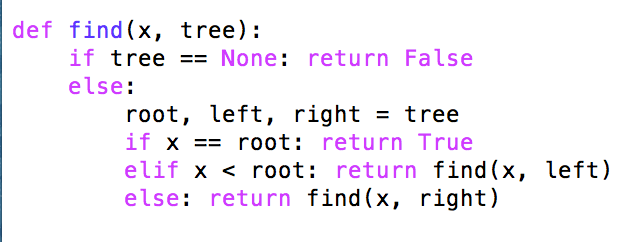 def find(x, tree):
    if tree == None: return False
    else:
        root, left, right = tree
        if x == root: return True
        elif x < root: return find(x, left)
        else: return find(x, right)